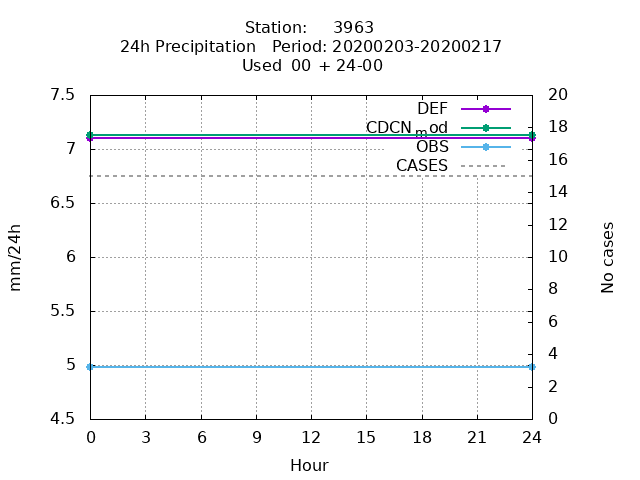 Station: 3963
24h Precipitation Period: 20200203-20200217
Used 00 + 24-00
7.5
7
6.5
6
5.5
5
4.5
20
18
16
14
12
10
8
6
4
2
0
DEF
CDCNmod
OBS
CASES
mm/24h
No cases
0 3 6 9 12 15 18 21 24
Hour